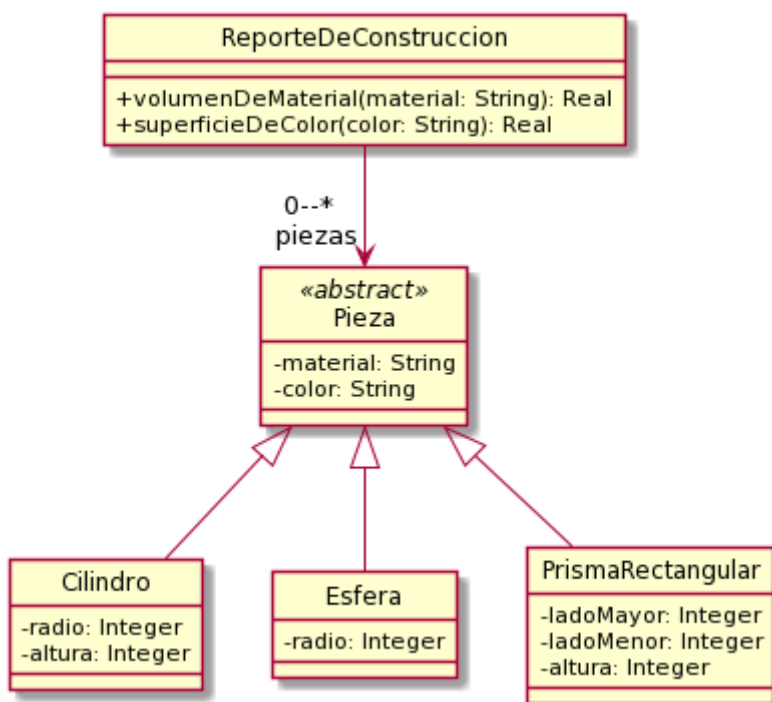 ReporteDeConstruccion
+volumenDeMaterial(material: String): Real
+superficieDeColor(color: String): Real
0--*
piezas
«abstract»
Pieza
-material: String
-color: String
Cilindro
-radio: Integer
-altura: Integer
Esfera
-radio: Integer
PrismaRectangular
-ladoMayor: Integer
-ladoMenor: Integer
-altura: Integer